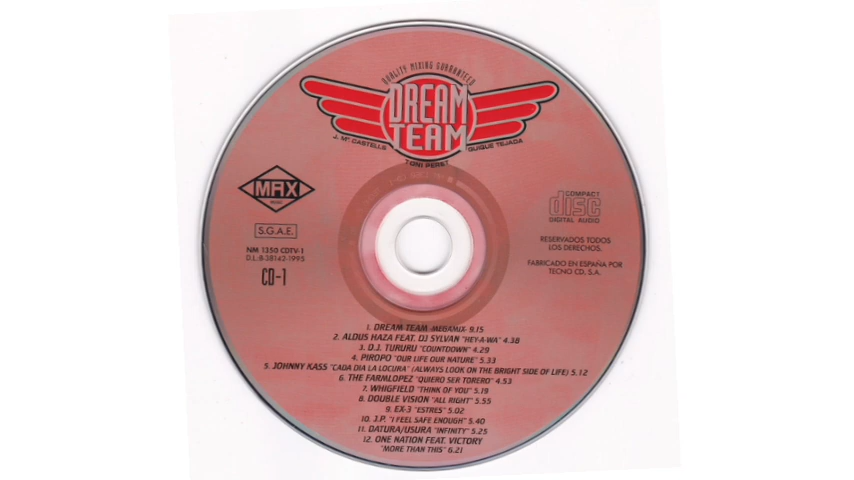 QUALITY MIXING GUARANTEED
DREAM
TEAM
J. Mª CASTELLS
QUIQUE TEJADA
TONI PERET
MAX
MUSIC
S.G.A.E.
NM 1350 CDTV-1
D.L.:B-38142-1995
CD-1
COMPACT
disc
DIGITAL AUDIO
RESERVADOS TODOS
LOS DERECHOS.
FABRICADO EN ESPAÑA POR
TECNO CD, S.A.
1. DREAM TEAM -MEGAMIX- 9.15
2. ALDUS HAZA FEAT. DJ SYLVAN "HEY-A-WA" 4.38
3. D.J. TURURU "COUNTDOWN" 4.29
4. PIROPO "OUR LIFE OUR NATURE" 5.33
5. JOHNNY KASS "CADA DIA LA LOCURA" (ALWAYS LOOK ON THE BRIGHT SIDE OF LIFE) 5.12
6. THE FARMLOPEZ "QUIERO SER TORERO" 4.53
7. WHIGFIELD "THINK OF YOU" 5.19
8. DOUBLE VISION "ALL RIGHT" 5.55
9. EX-3 "ESTRES" 5.02
10. J.P. "I FEEL SAFE ENOUGH" 5.40
11. DATURA/USURA "INFINITY" 5.25
12. ONE NATION FEAT. VICTORY
"MORE THAN THIS" 6.21